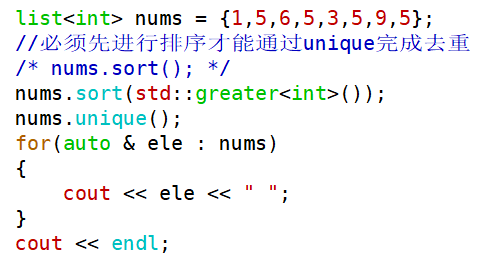 list<int> nums = {1,5,6,5,3,5,9,5};
//必须先进行排序才能通过unique完成去重
/* nums.sort(); */
nums.sort(std::greater<int>());
nums.unique();
for(auto & ele : nums)
{
    cout << ele << " ";
}
cout << endl;